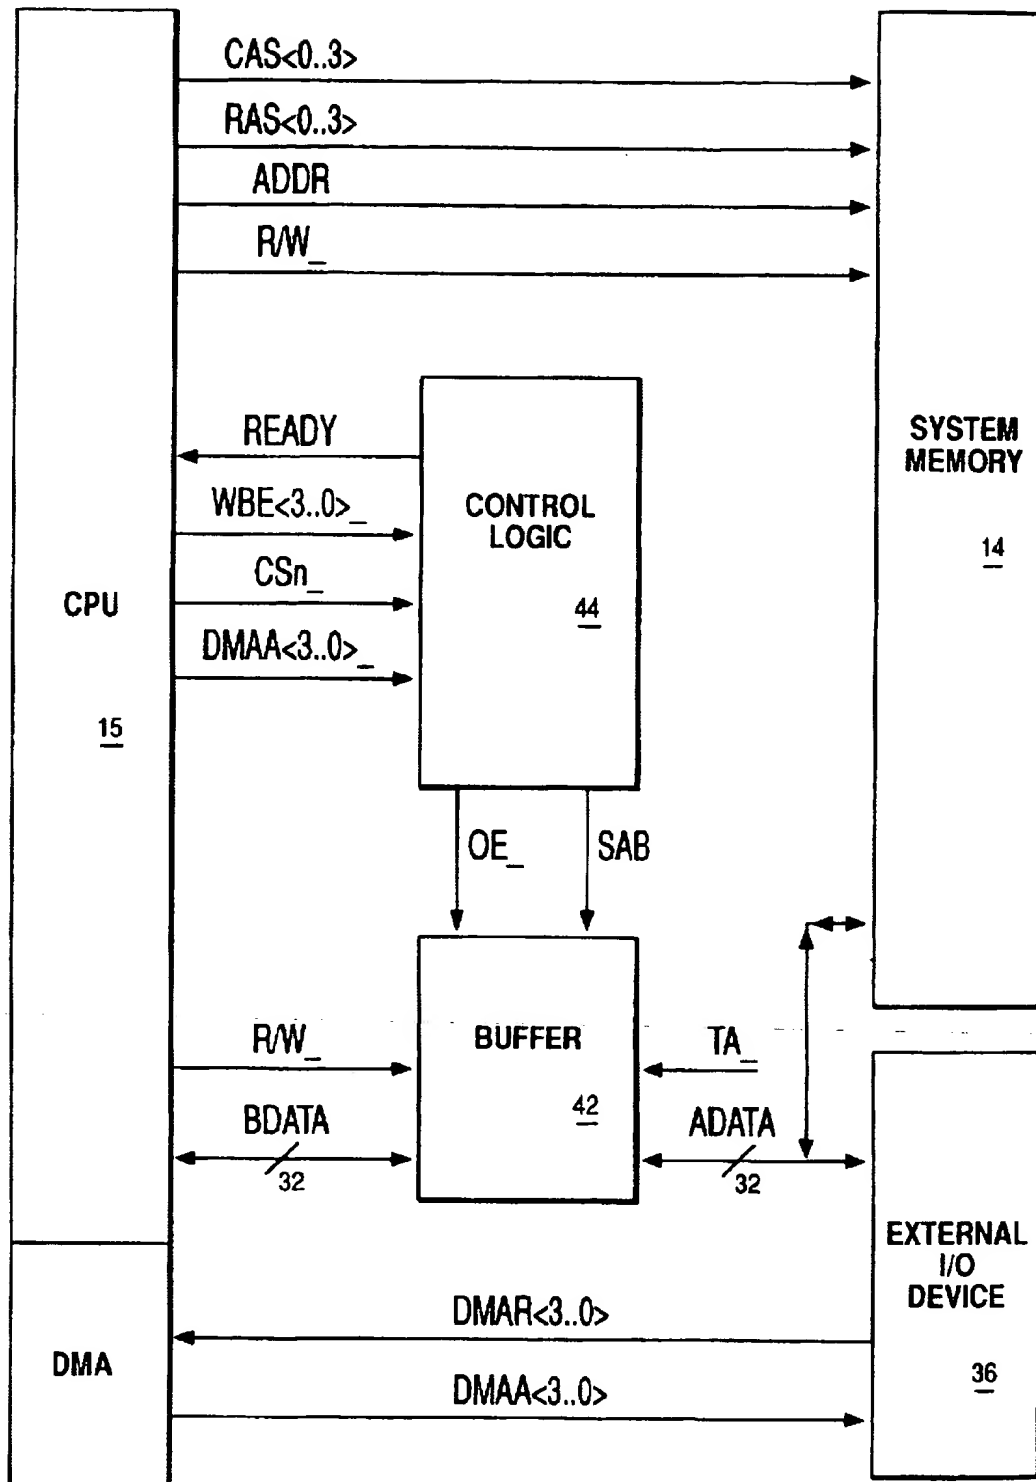 CAS<0..3>
RAS<0..3>
ADDR
R/W_
READY
WBE<3..0>_
CSn_
DMAA<3..0>_
CONTROL
LOGIC
44
SYSTEM
MEMORY
14
CPU
15
OE_
SAB
R/W_
BUFFER
42
TA_
BDATA
32
ADATA
32
EXTERNAL
I/O
DEVICE
36
DMA
DMAR<3..0>
DMAA<3..0>